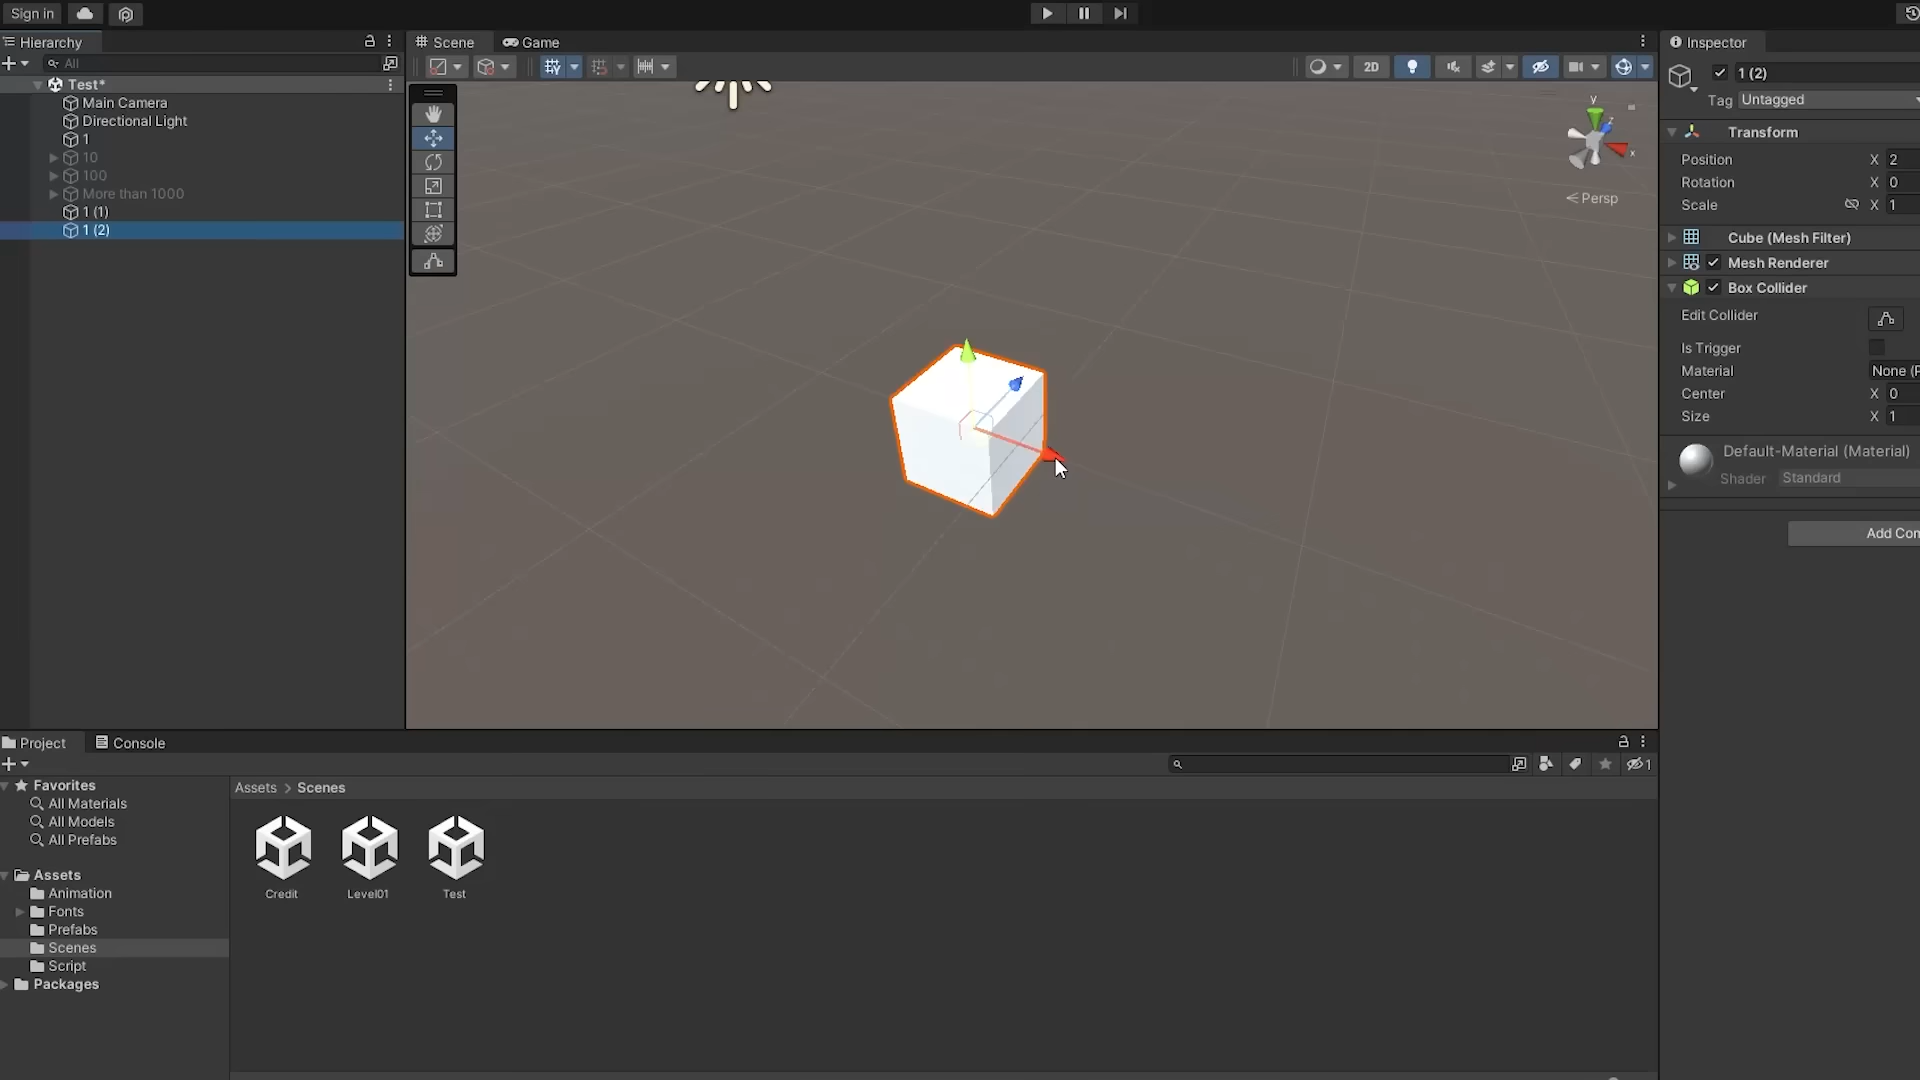 Sign in
Hierarchy
All
Test*
Main Camera
Directional Light
1
10
100
More than 1000
1 (1)
1 (2)
Scene
Game
2D
y
z
x
Persp
Inspector
1 (2)
Tag Untagged
Transform
Position X 2
Rotation X 0
Scale X 1
Cube (Mesh Filter)
Mesh Renderer
Box Collider
Edit Collider
Is Trigger
Material None (P
Center X 0
Size X 1
Default-Material (Material)
Shader Standard
Add Con
Project
Console
1
Favorites
All Materials
All Models
All Prefabs
Assets
Animation
Fonts
Prefabs
Scenes
Script
Packages
Assets > Scenes
Credit
Level01
Test